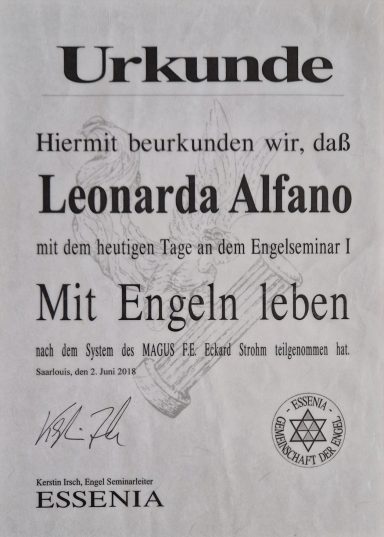 Urkunde
Hiermit beurkunden wir, daß
Leonarda Alfano
mit dem heutigen Tage an dem Engelseminar I
Mit Engeln leben
nach dem System des MAGUS F.E. Eckard Strohm teilgenommen hat.
Saarlouis, den 2. Juni 2018
- ESSENIA -
GEMEINSCHAFT DER ENGEL
Kerstin Irsch, Engel Seminarleiter
ESSENIA